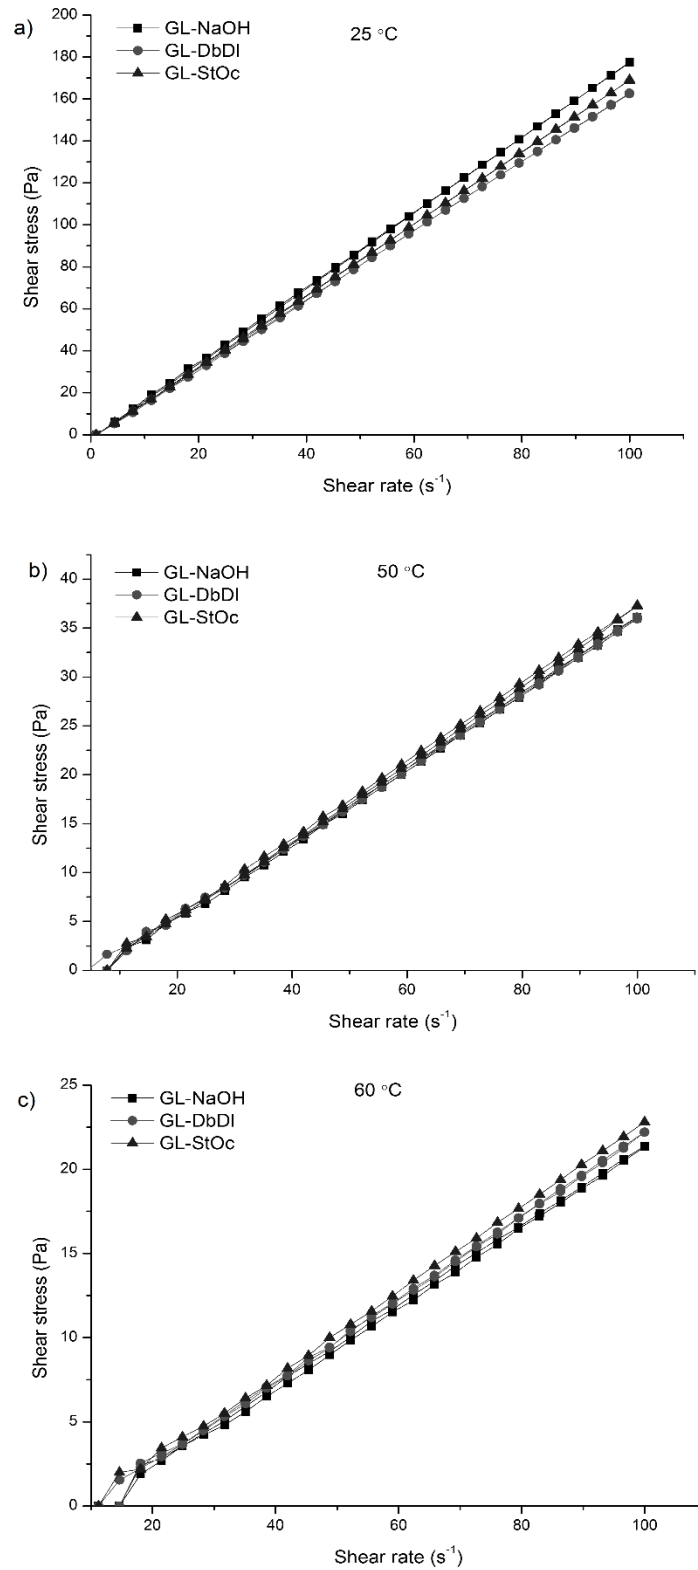 a)
25 °C
GL-NaOH
GL-DbDl
GL-StOc
200
180
160
140
120
100
80
60
40
20
0
Shear stress (Pa)
0 20 40 60 80 100
Shear rate (s⁻¹)
b)
50 °C
GL-NaOH
GL-DbDl
GL-StOc
40
35
30
25
20
15
10
5
0
Shear stress (Pa)
20 40 60 80 100
Shear rate (s⁻¹)
c)
60 °C
GL-NaOH
GL-DbDl
GL-StOc
25
20
15
10
5
0
Shear stress (Pa)
20 40 60 80 100
Shear rate (s⁻¹)